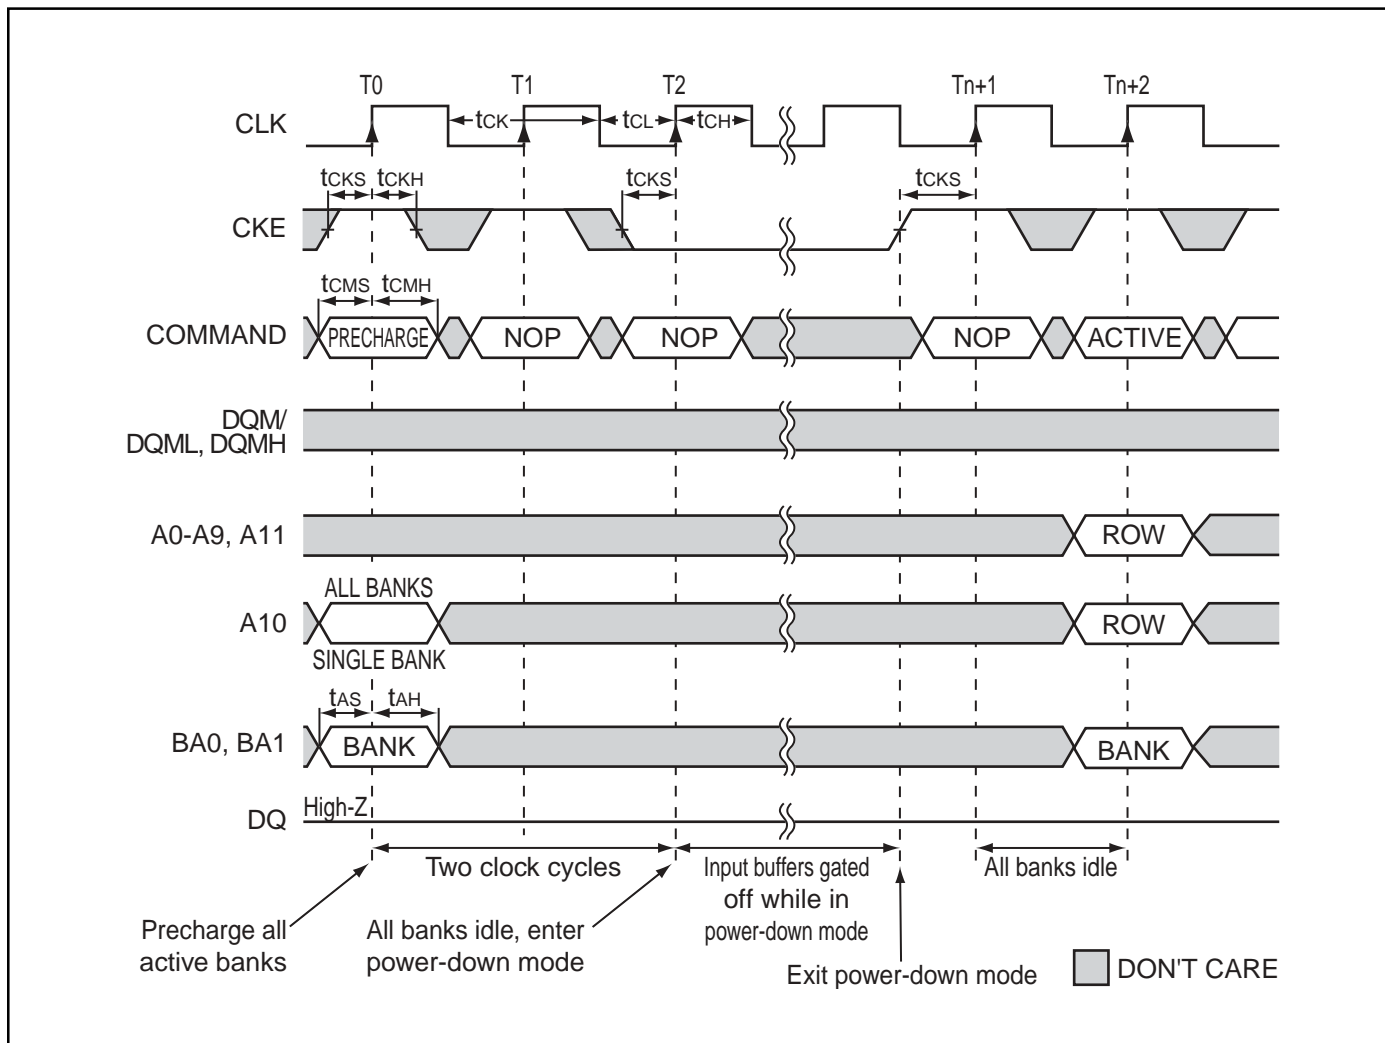 T0 T1 T2 Tn+1 Tn+2
CLK tCK tCL tCH
tCKS tCKH tCKS tCKS
CKE
tCMS tCMH
COMMAND PRECHARGE NOP NOP NOP ACTIVE
DQM/
DQML, DQMH
A0-A9, A11 ROW
ALL BANKS
A10 ROW
SINGLE BANK
tAS tAH
BA0, BA1 BANK BANK
DQ High-Z
Two clock cycles
Input buffers gated
off while in
power-down mode
All banks idle
Precharge all
active banks
All banks idle, enter
power-down mode
Exit power-down mode
DON'T CARE